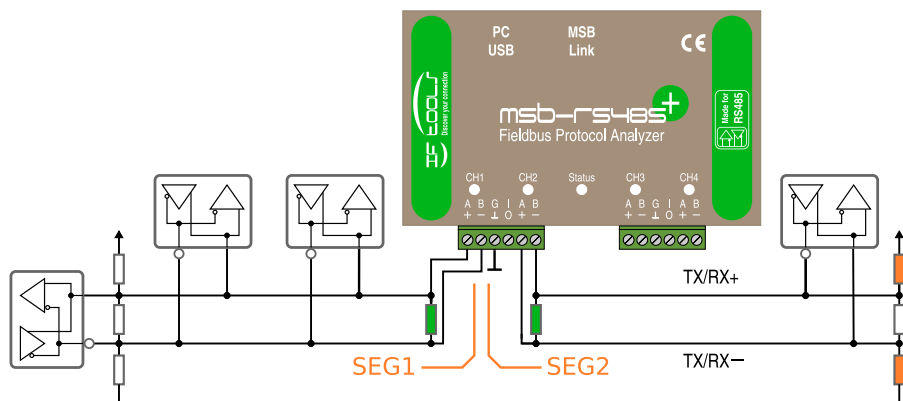 PC
USB
MSB
Link
CE
IFTOOLS
Discover your connection
msb-rs485+
Fieldbus Protocol Analyzer
Made for
RS485
CH1
CH2
Status
CH3
CH4
A B G I A B
+ − ⊥ O + −
A B G I A B
+ − ⊥ O + −
TX/RX+
SEG1
SEG2
TX/RX−